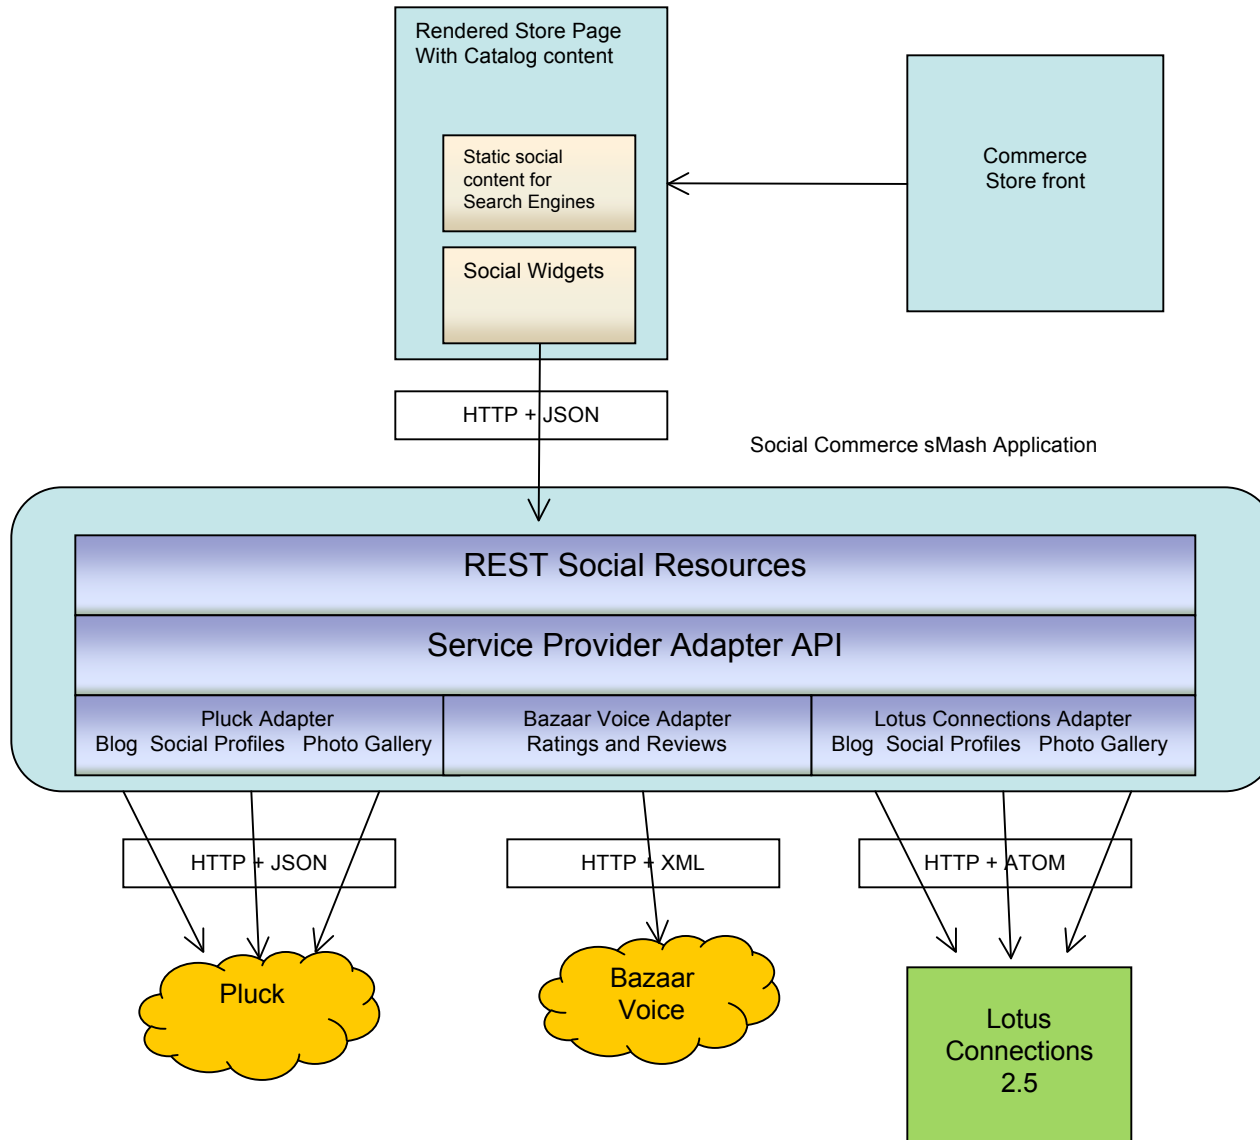 Rendered Store Page
With Catalog content
Static social
content for
Search Engines
Social Widgets
Commerce
Store front
HTTP + JSON
Social Commerce sMash Application
REST Social Resources
Service Provider Adapter API
Pluck Adapter
Blog Social Profiles Photo Gallery
Bazaar Voice Adapter
Ratings and Reviews
Lotus Connections Adapter
Blog Social Profiles Photo Gallery
HTTP + JSON
HTTP + XML
HTTP + ATOM
Pluck
Bazaar
Voice
Lotus
Connections
2.5